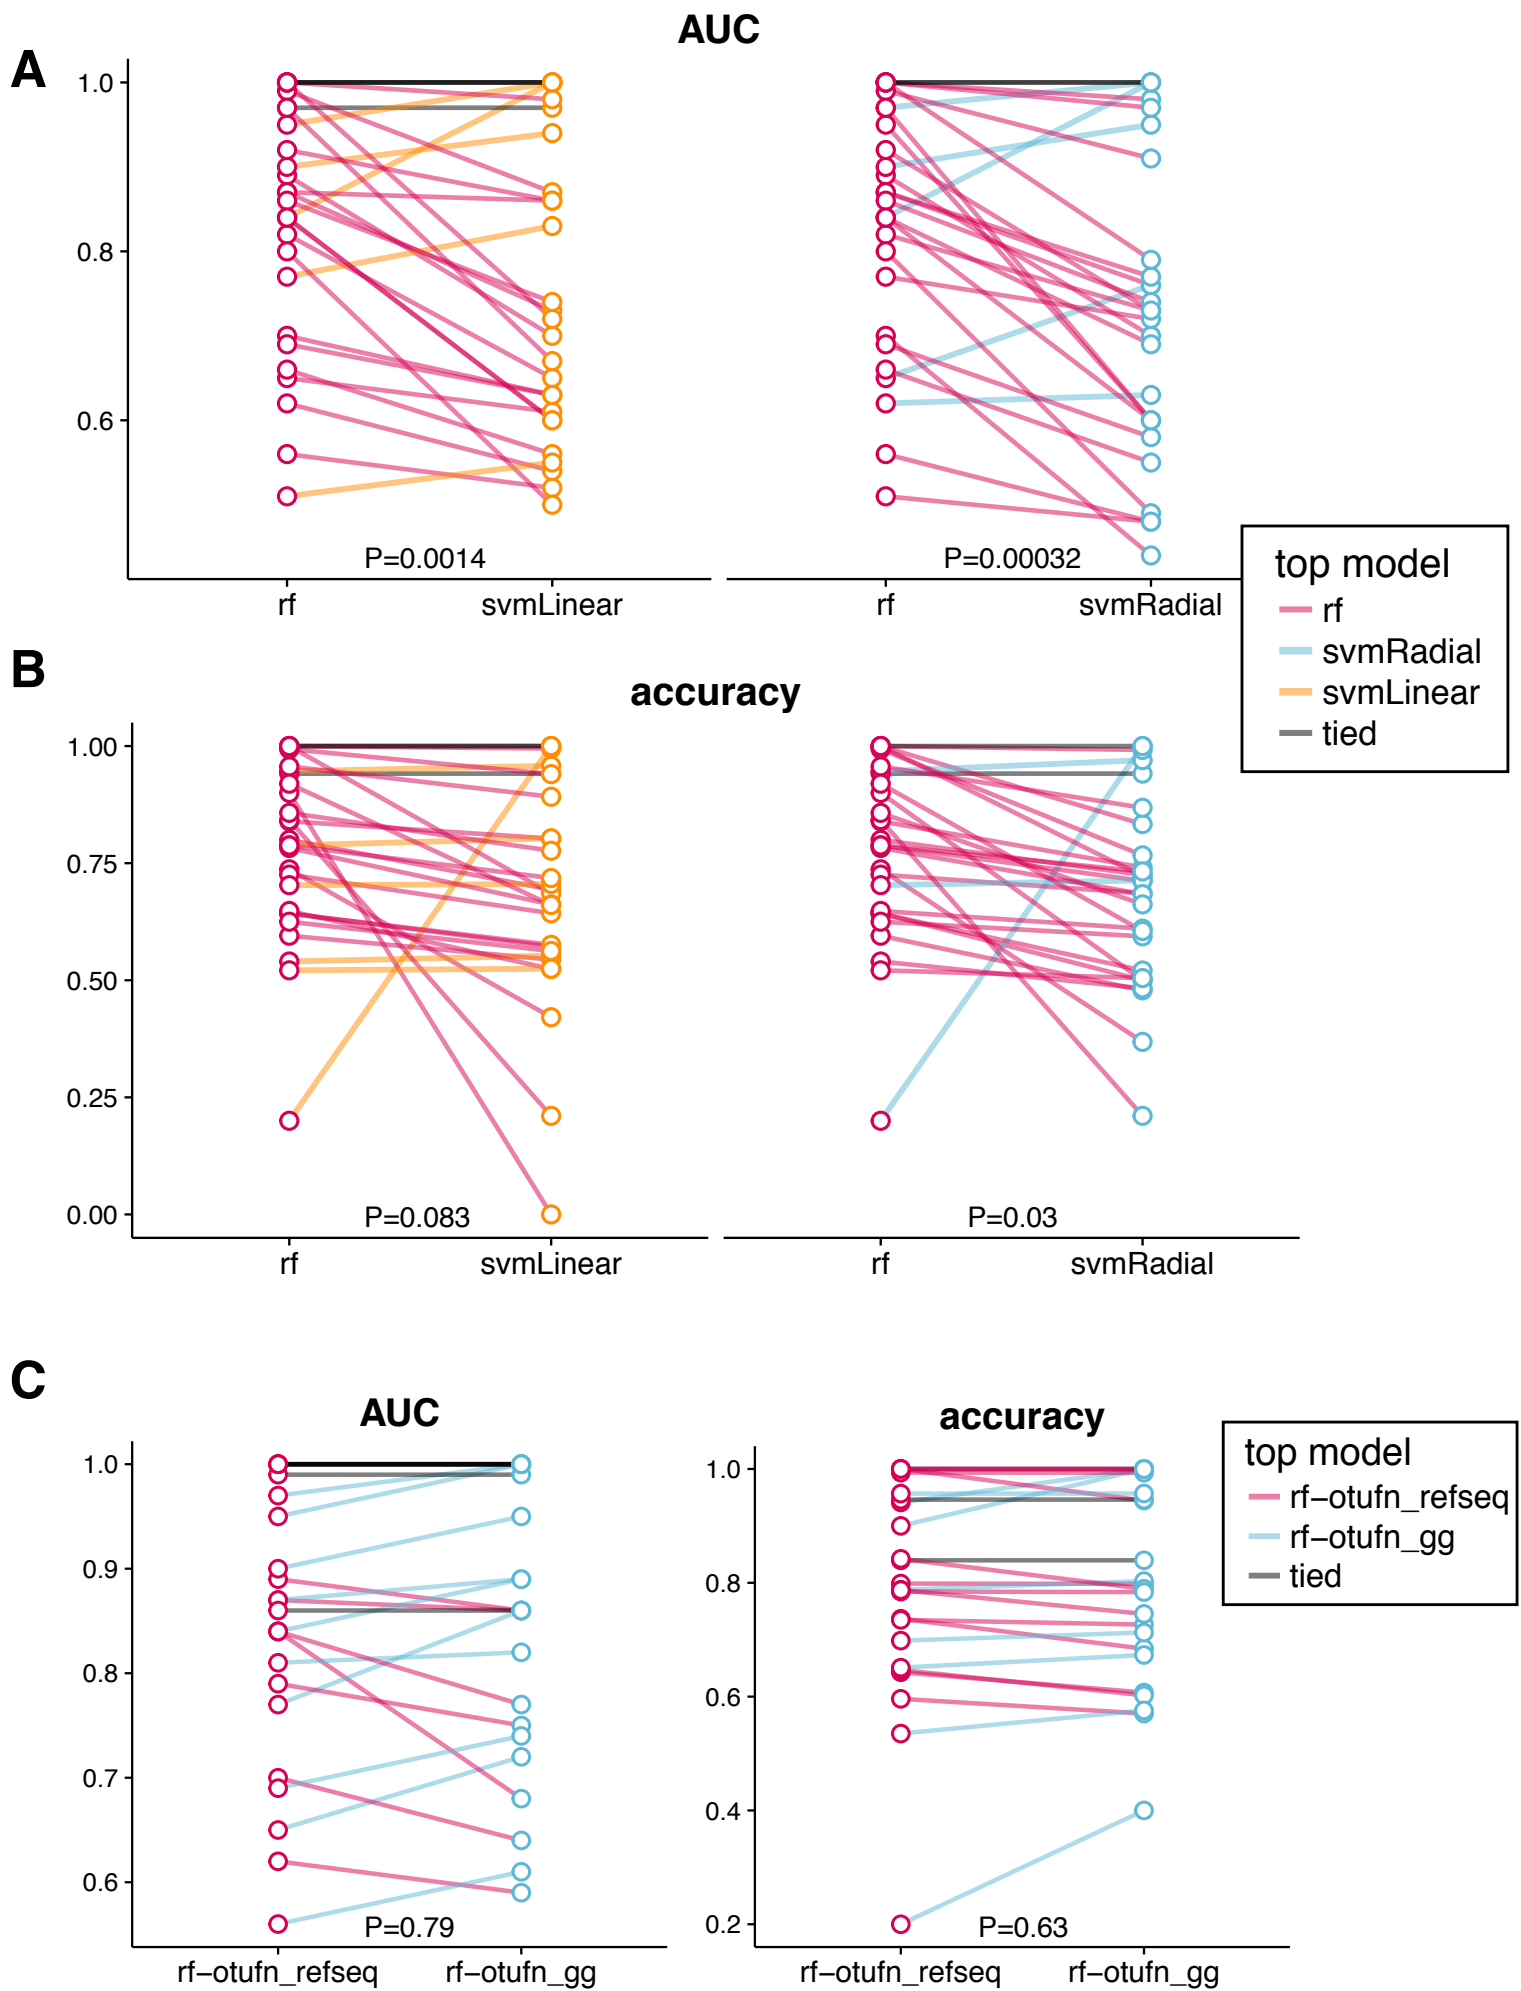 A
AUC
1.0
0.8
0.6
P=0.0014
P=0.00032
rf
svmLinear
rf
svmRadial
top model
rf
svmRadial
svmLinear
tied
B
accuracy
1.00
0.75
0.50
0.25
0.00
P=0.083
P=0.03
rf
svmLinear
rf
svmRadial
C
AUC
1.0
0.9
0.8
0.7
0.6
P=0.79
rf−otufn_refseq
rf−otufn_gg
accuracy
1.0
0.8
0.6
0.4
0.2
P=0.63
rf−otufn_refseq
rf−otufn_gg
top model
rf−otufn_refseq
rf−otufn_gg
tied